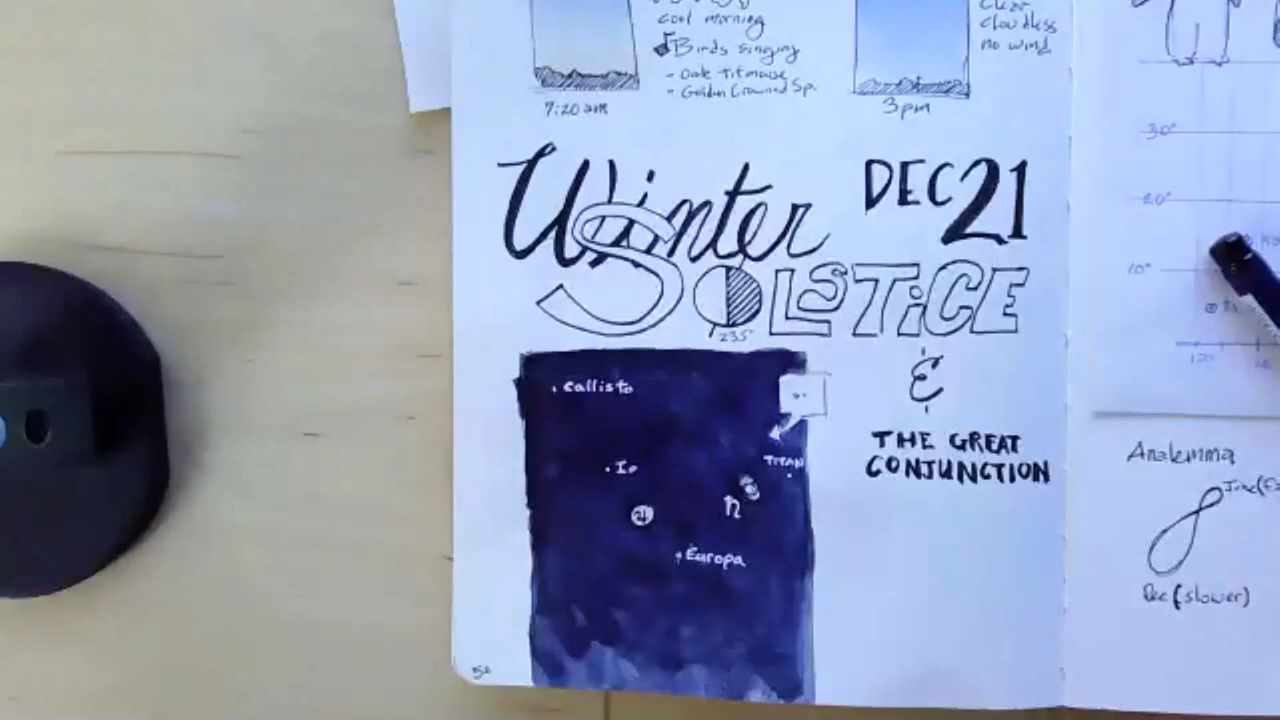 cool morning
Birds singing
- Oak Titmouse
- Golden Crowned Sp.
7:20 am
Clear
cloudless
no wind
3pm
Winter
DEC 21
SOLSTICE
23.5°
&
THE GREAT
CONJUNCTION
Callisto
Io
TITAN
♃
♄
Europa
30°
20°
10°
Analemma
Dec (slower)